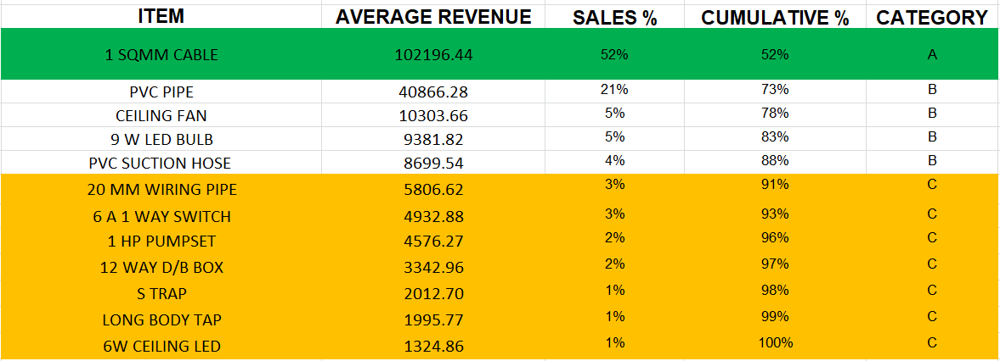 ITEM AVERAGE REVENUE SALES % CUMULATIVE % CATEGORY
1 SQMM CABLE 102196.44 52% 52% A
PVC PIPE 40866.28 21% 73% B
CEILING FAN 10303.66 5% 78% B
9 W LED BULB 9381.82 5% 83% B
PVC SUCTION HOSE 8699.54 4% 88% B
20 MM WIRING PIPE 5806.62 3% 91% C
6 A 1 WAY SWITCH 4932.88 3% 93% C
1 HP PUMPSET 4576.27 2% 96% C
12 WAY D/B BOX 3342.96 2% 97% C
S TRAP 2012.70 1% 98% C
LONG BODY TAP 1995.77 1% 99% C
6W CEILING LED 1324.86 1% 100% C